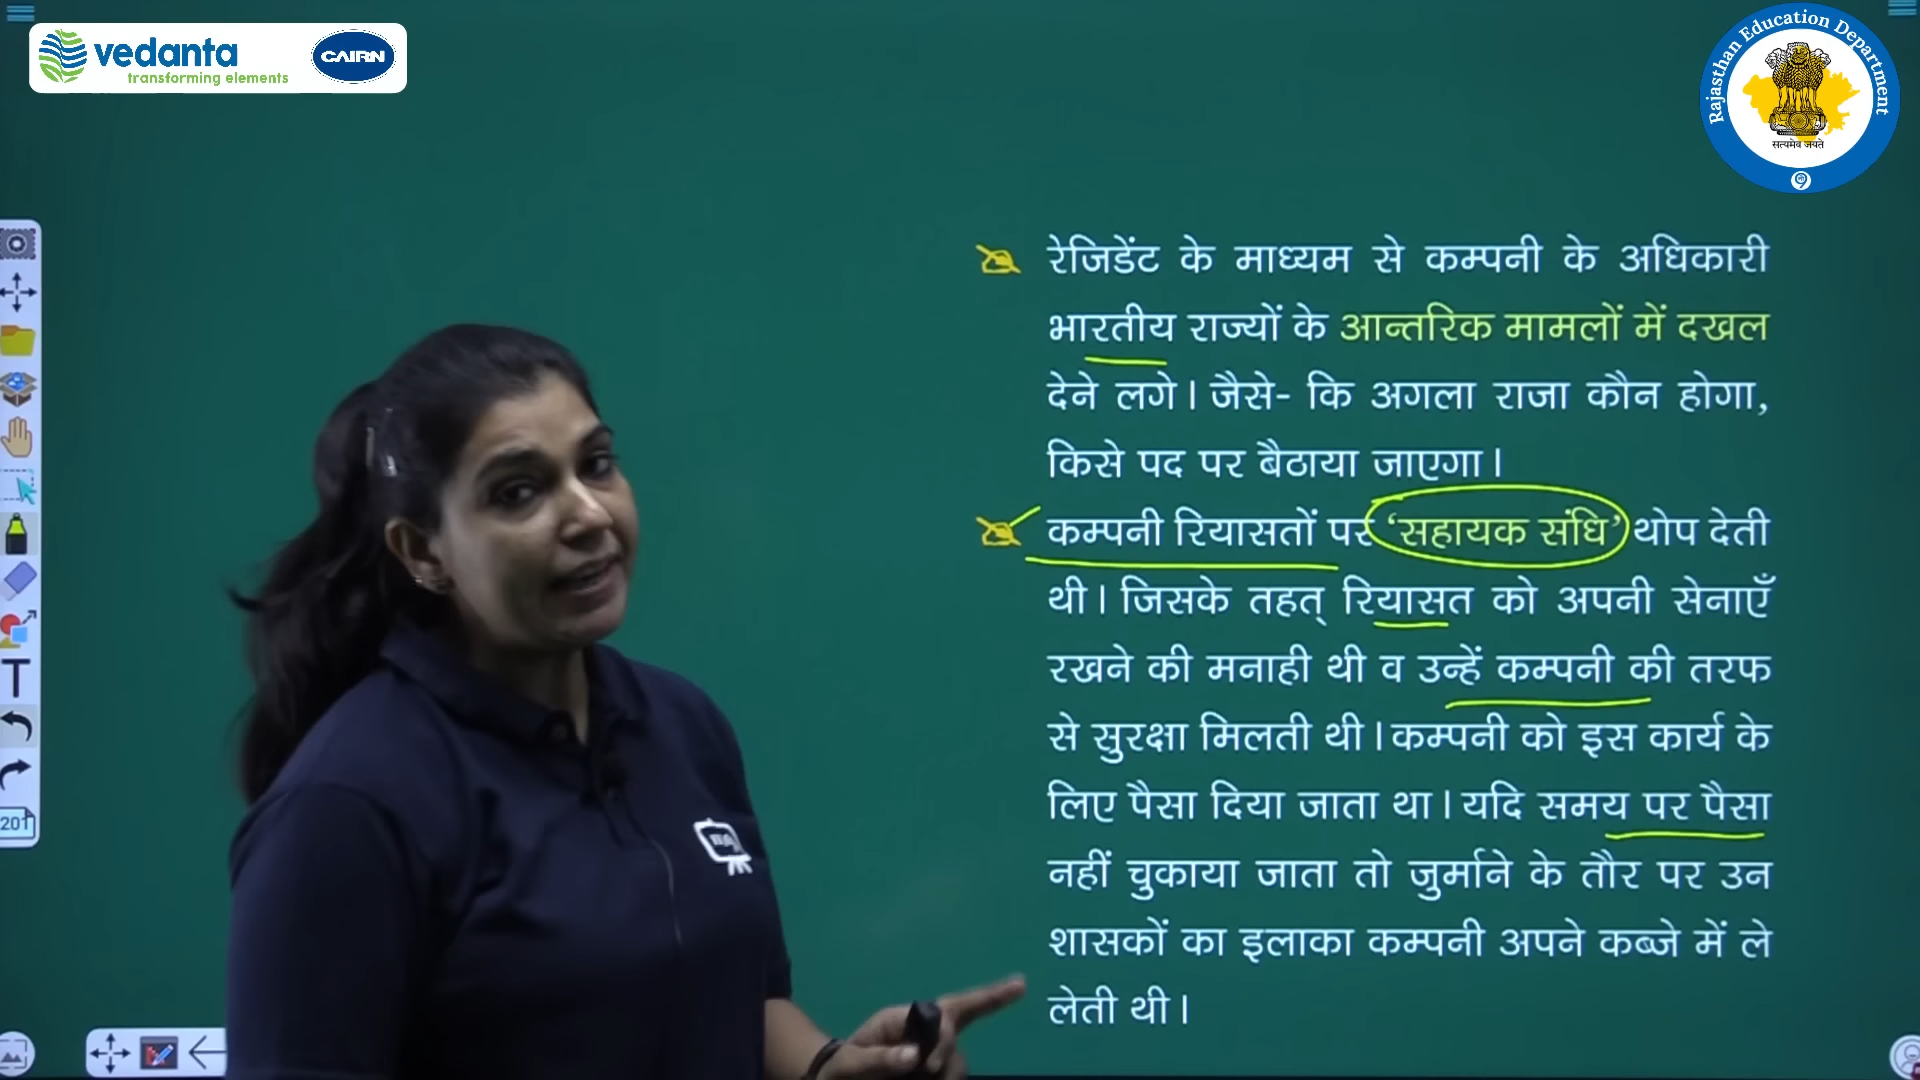 vedanta
transforming elements
CAIRN
Rajasthan Education Department
सत्यमेव जयते
रेजिडेंट के माध्यम से कम्पनी के अधिकारी
भारतीय राज्यों के आन्तरिक मामलों में दखल
देने लगे। जैसे- कि अगला राजा कौन होगा,
किसे पद पर बैठाया जाएगा।
कम्पनी रियासतों पर 'सहायक संधि' थोप देती
थी। जिसके तहत् रियासत को अपनी सेनाएँ
रखने की मनाही थी व उन्हें कम्पनी की तरफ
से सुरक्षा मिलती थी। कम्पनी को इस कार्य के
लिए पैसा दिया जाता था। यदि समय पर पैसा
नहीं चुकाया जाता तो जुर्माने के तौर पर उन
शासकों का इलाका कम्पनी अपने कब्जे में ले
लेती थी।
T
201